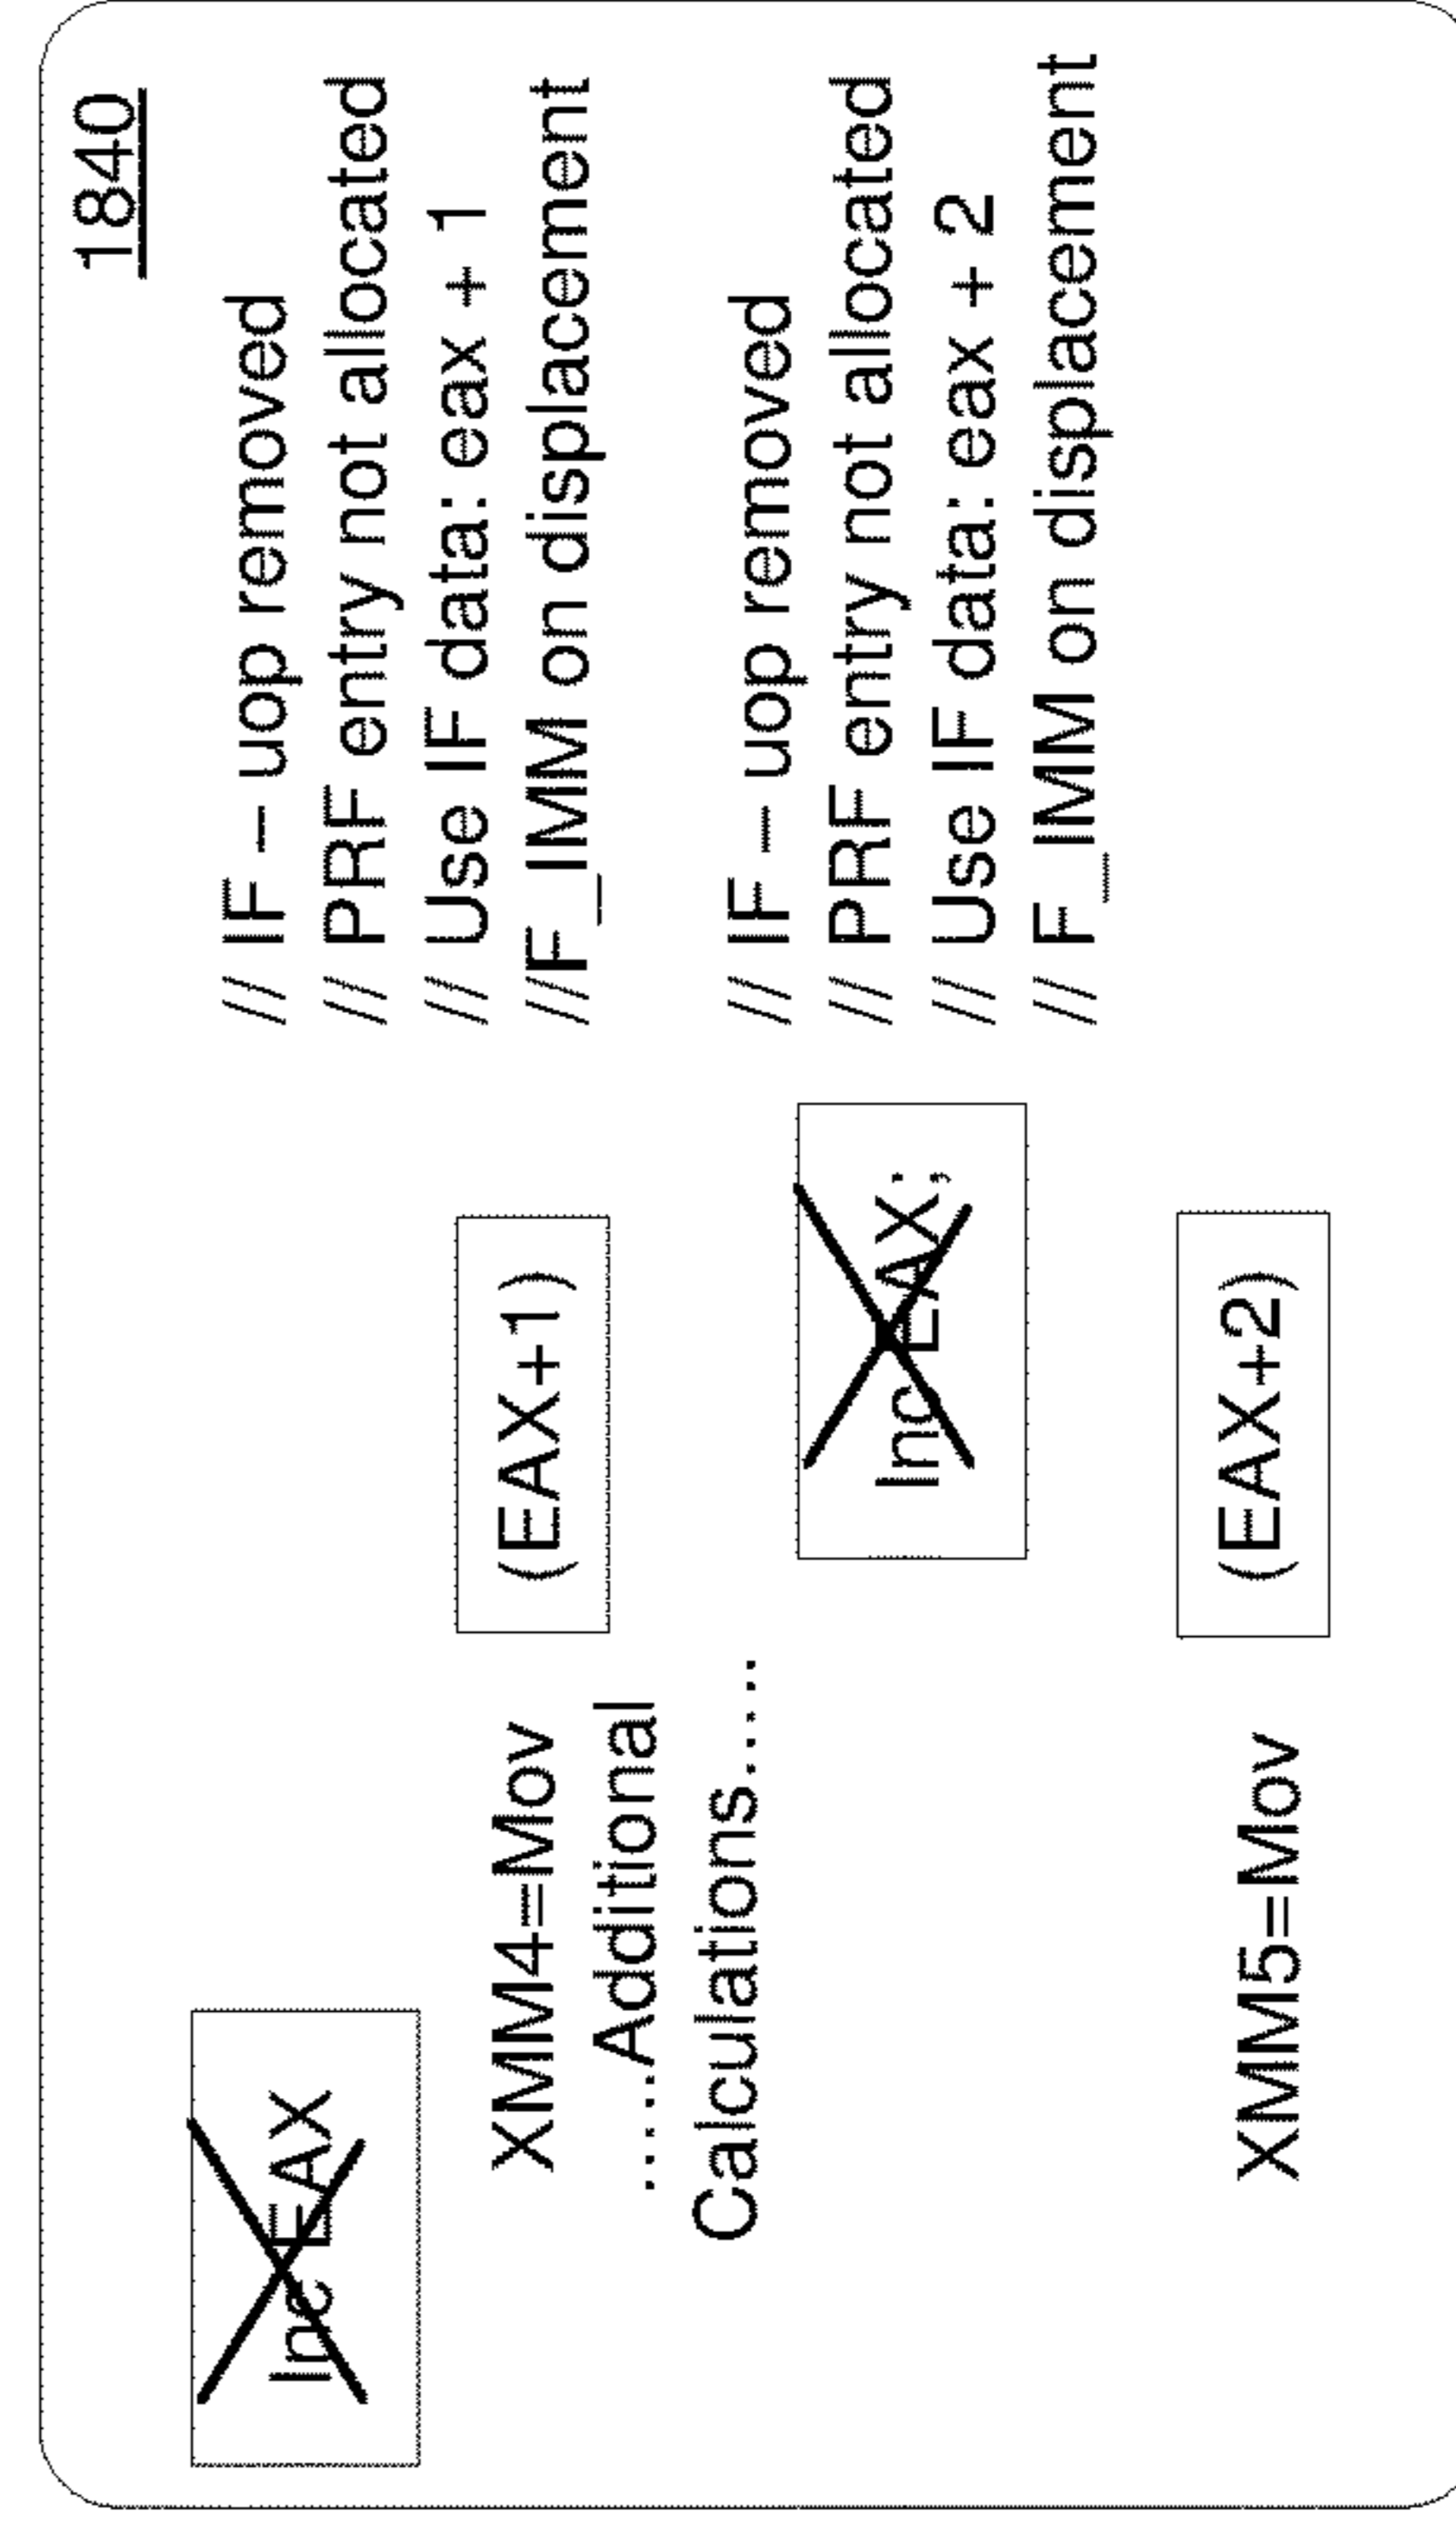 1840
Inc EAX
// IF – uop removed
// PRF entry not allocated
// Use IF data: eax + 1
XMM4=Mov (EAX+1) //F_IMM on displacement
.....Additional
Calculations.....
// IF – uop removed
Inc EAX; // PRF entry not allocated
// Use IF data: eax + 2
// F_IMM on displacement
XMM5=Mov (EAX+2)